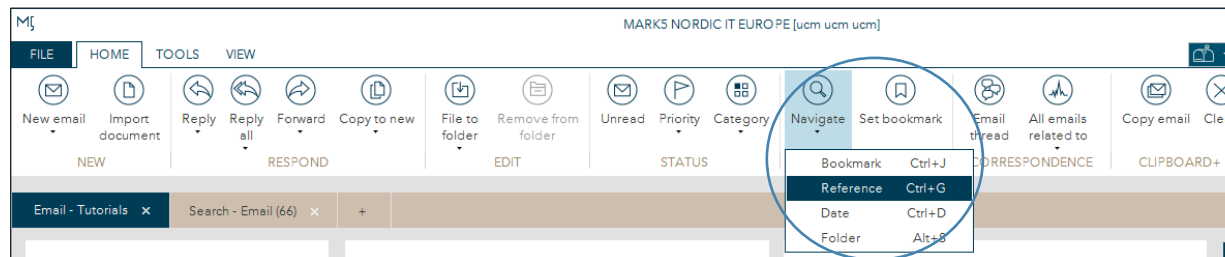 MARK5 NORDIC IT EUROPE [ucm ucm ucm]
FILE HOME TOOLS VIEW
New email
Import document
Reply
Reply all
Forward
Copy to new
File to folder
Remove from folder
Unread
Priority
Category
Navigate
Set bookmark
Email thread
All emails related to
Copy email
NEW RESPOND EDIT STATUS CORRESPONDENCE CLIPBOARD+
Bookmark Ctrl+J
Reference Ctrl+G
Date Ctrl+D
Folder Alt+S
Email - Tutorials × Search - Email (66) × +